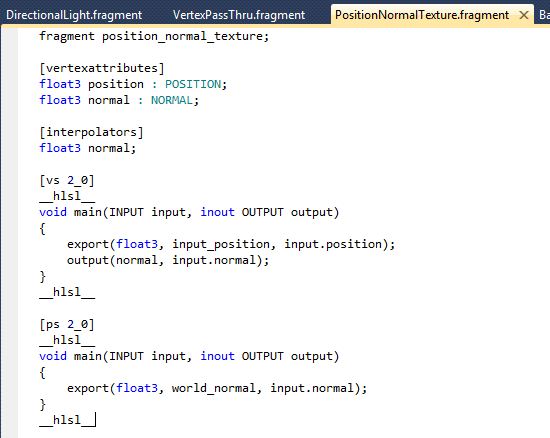 DirectionalLight.fragment VertexPassThru.fragment PositionNormalTexture.fragment Ba
fragment position_normal_texture;
[vertexattributes]
float3 position : POSITION;
float3 normal : NORMAL;
[interpolators]
float3 normal;
[vs 2_0]
__hlsl__
void main(INPUT input, inout OUTPUT output)
{
    export(float3, input_position, input.position);
    output(normal, input.normal);
}
__hlsl__
[ps 2_0]
__hlsl__
void main(INPUT input, inout OUTPUT output)
{
    export(float3, world_normal, input.normal);
}
__hlsl__